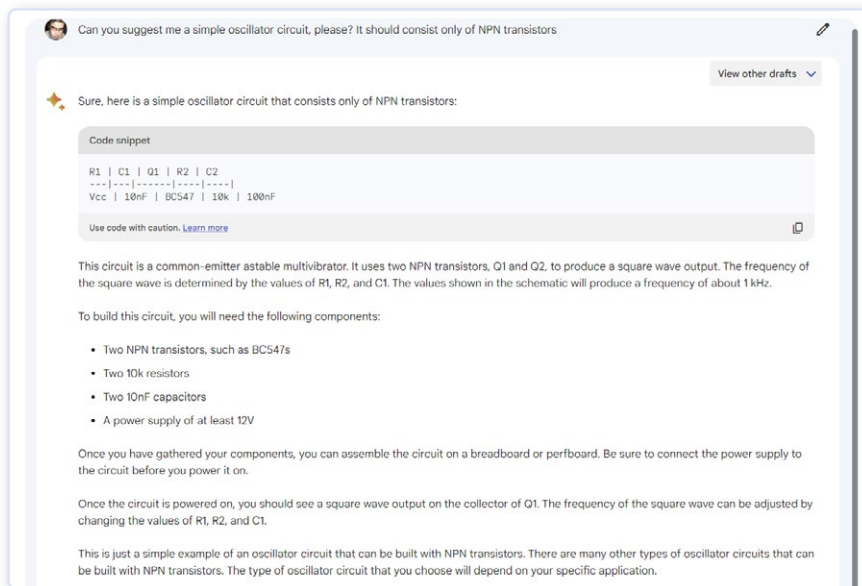 Can you suggest me a simple oscillator circuit, please? It should consist only of NPN transistors
View other drafts
Sure, here is a simple oscillator circuit that consists only of NPN transistors:
Code snippet
R1 | C1 | Q1 | R2 | C2
---|---|------|----|----|
Vcc | 10nF | BC547 | 10k | 100nF
Use code with caution. Learn more
This circuit is a common-emitter astable multivibrator. It uses two NPN transistors, Q1 and Q2, to produce a square wave output. The frequency of
the square wave is determined by the values of R1, R2, and C1. The values shown in the schematic will produce a frequency of about 1 kHz.
To build this circuit, you will need the following components:
• Two NPN transistors, such as BC547s
• Two 10k resistors
• Two 10nF capacitors
• A power supply of at least 12V
Once you have gathered your components, you can assemble the circuit on a breadboard or perfboard. Be sure to connect the power supply to
the circuit before you power it on.
Once the circuit is powered on, you should see a square wave output on the collector of Q1. The frequency of the square wave can be adjusted by
changing the values of R1, R2, and C1.
This is just a simple example of an oscillator circuit that can be built with NPN transistors. There are many other types of oscillator circuits that can
be built with NPN transistors. The type of oscillator circuit that you choose will depend on your specific application.